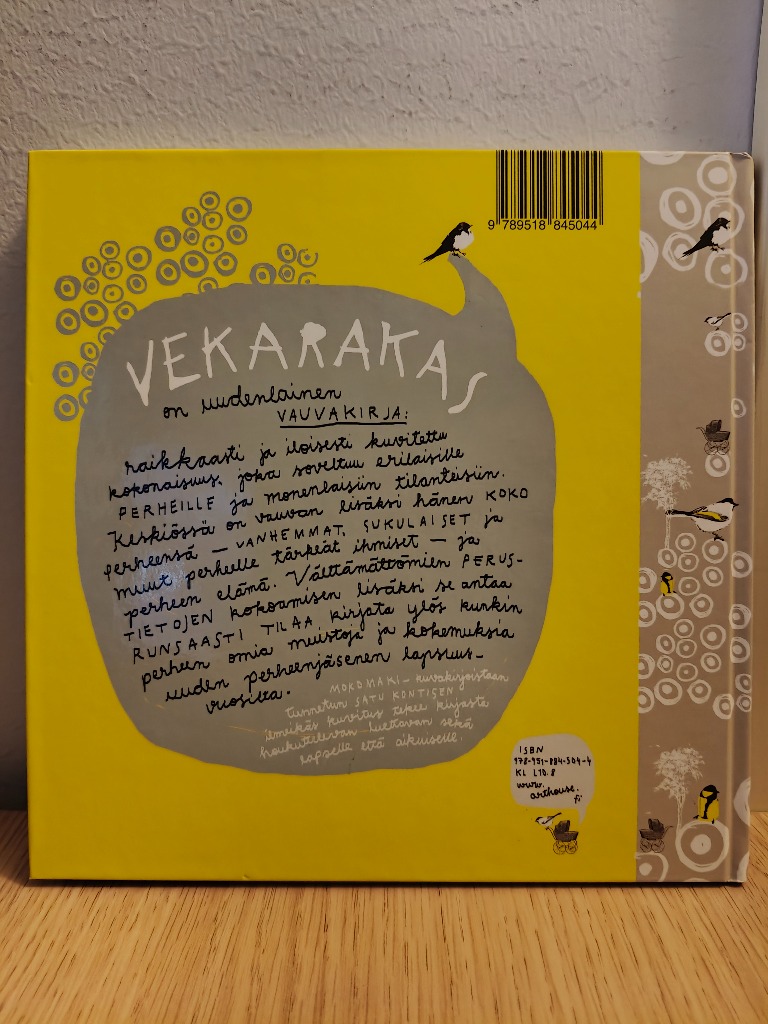 9 789518 845044
VEKARAKAS
on uudenlainen
VAUVAKIRJA:
raikkaasti ja iloisesti kuvitettu
kokonaisuus, joka soveltuu erilaisille
PERHEILLE ja monenlaisiin tilanteisiin.
Keskiössä on vauvan lisäksi hänen KOKO
perheensä – VANHEMMAT, SUKULAISET ja
muut perheelle tärkeät ihmiset – ja
perheen elämä. Välttämättömien PERUS-
TIETOJEN kokoamisen lisäksi se antaa
RUNSAASTI TILAA kirjata ylös kunkin
perheen omia muistoja ja kokemuksia
uuden perheenjäsenen lapsuus-
vuosilta.
MOKOMAKI-kuvakirjoistaan
tunnetun SATU KONTISEN
ilmeikäs kuvitus tekee kirjasta
houkuttelevan luettavan sekä
lapselle että aikuiselle.
ISBN
978-951-884-504-4
KL L70.8
www.
arthouse.
fi